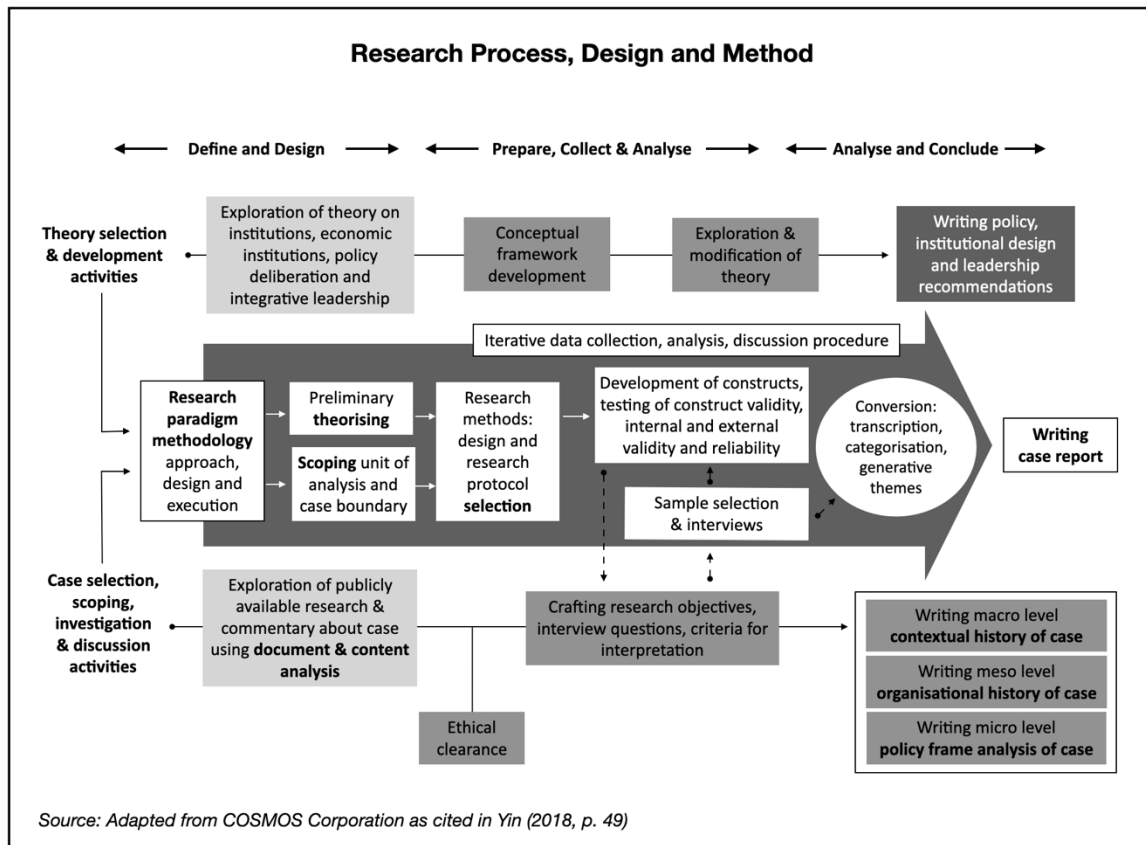 Research Process, Design and Method
Define and Design
Prepare, Collect & Analyse
Analyse and Conclude
Theory selection
& development
activities
Exploration of theory on
institutions, economic
institutions, policy
deliberation and
integrative leadership
Conceptual
framework
development
Exploration &
modification of
theory
Writing policy,
institutional design
and leadership
recommendations
Iterative data collection, analysis, discussion procedure
Research
paradigm
methodology
approach,
design and
execution
Preliminary
theorising
Scoping unit of
analysis and
case boundary
Research
methods:
design and
research
protocol
selection
Development of constructs,
testing of construct validity,
internal and external
validity and reliability
Sample selection
& interviews
Conversion:
transcription,
categorisation,
generative
themes
Writing
case report
Case selection,
scoping,
investigation
& discussion
activities
Exploration of publicly
available research &
commentary about case
using document & content
analysis
Ethical
clearance
Crafting research objectives,
interview questions, criteria for
interpretation
Writing macro level
contextual history of case
Writing meso level
organisational history of case
Writing micro level
policy frame analysis of case
Source: Adapted from COSMOS Corporation as cited in Yin (2018, p. 49)